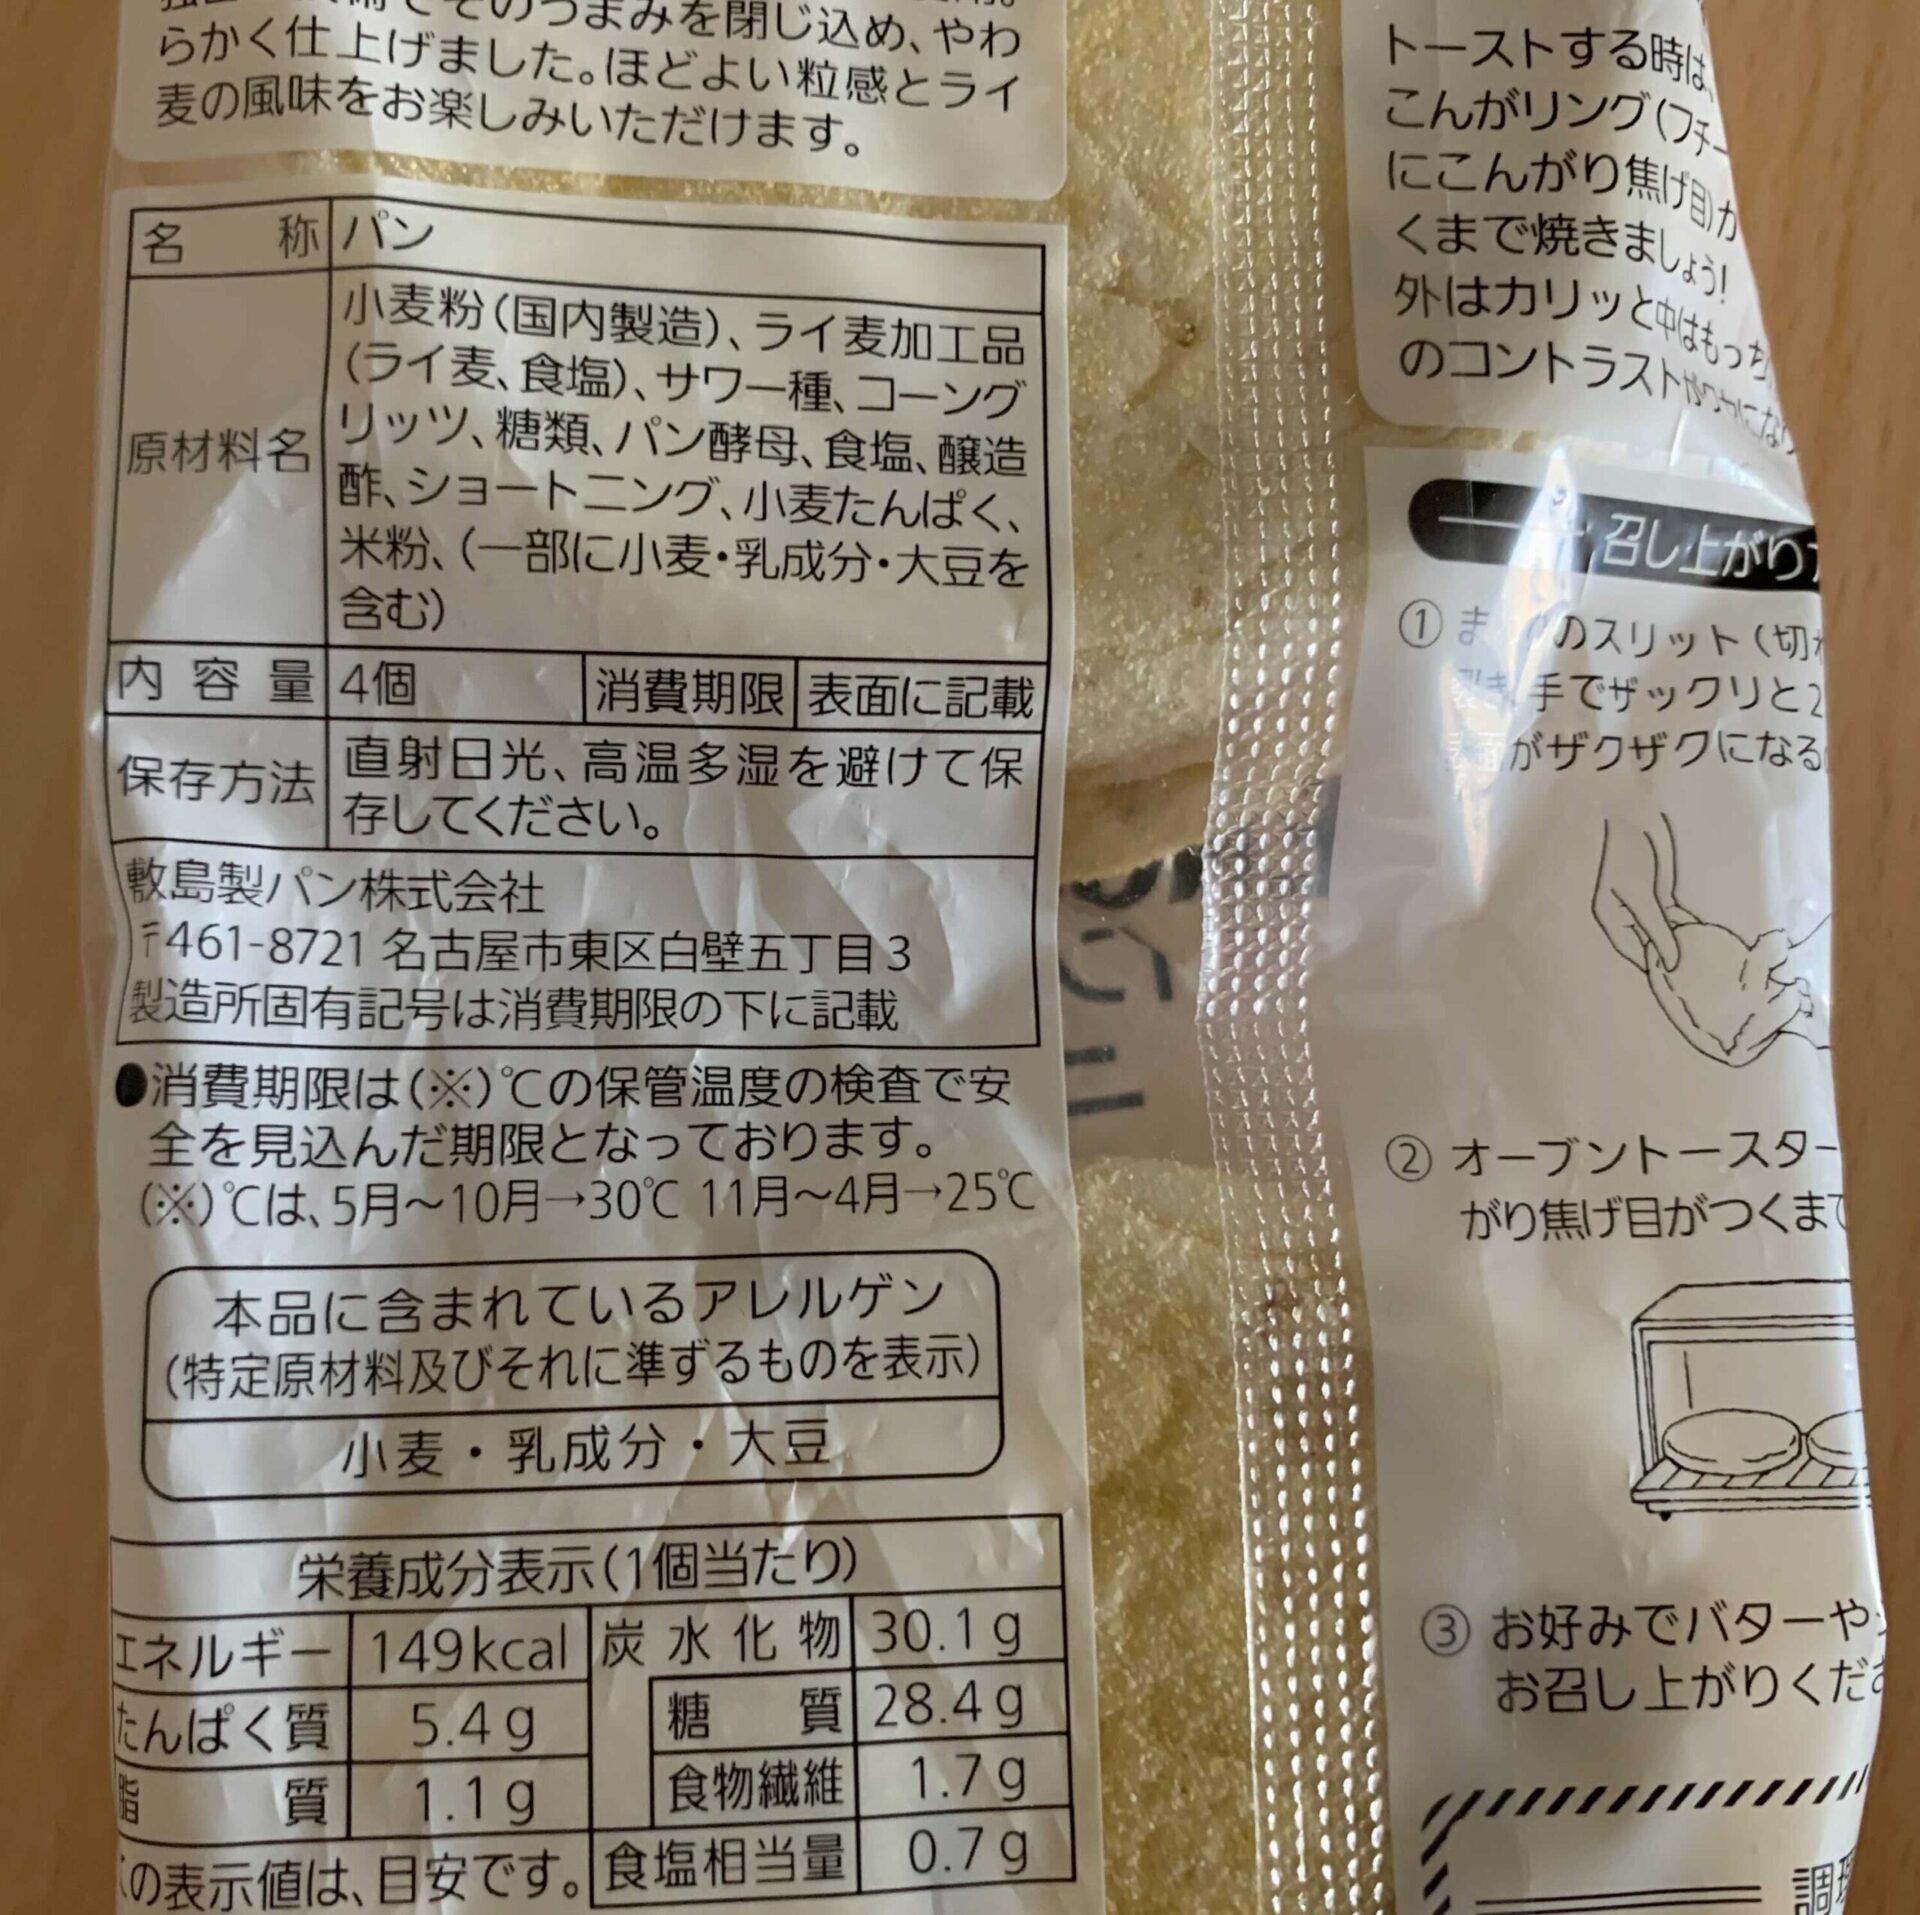 そのつまみを閉じ込め、やわ
らかく仕上げました。ほどよい粒感とライ
麦の風味をお楽しみいただけます。
名称 パン
原材料名 小麦粉(国内製造)、ライ麦加工品
(ライ麦、食塩)、サワー種、コーング
リッツ、糖類、パン酵母、食塩、醸造
酢、ショートニング、小麦たんぱく、
米粉、(一部に小麦・乳成分・大豆を
含む)
内容量 4個 消費期限 表面に記載
保存方法 直射日光、高温多湿を避けて保
存してください。
敷島製パン株式会社
〒461-8721 名古屋市東区白壁五丁目3
製造所固有記号は消費期限の下に記載
●消費期限は(※)℃の保管温度の検査で安
全を見込んだ期限となっております。
(※)℃は、5月～10月→30℃ 11月～4月→25℃
本品に含まれているアレルゲン
(特定原材料及びそれに準ずるものを表示)
小麦・乳成分・大豆
栄養成分表示(1個当たり)
エネルギー 149kcal 炭水化物 30.1g
たんぱく質 5.4g 糖質 28.4g
脂質 1.1g 食物繊維 1.7g
この表示値は、目安です。 食塩相当量 0.7g
トーストする時は、
こんがリング(フチ
にこんがり焦げ目)が
くまで焼きましょう!
外はカリッと中はもっち
のコントラストが
召し上がり
① のスリット(切
手でザックリと2
がザクザクになる
② オーブントースター
がり焦げ目がつくまで
③ お好みでバターや
お召し上がりくださ